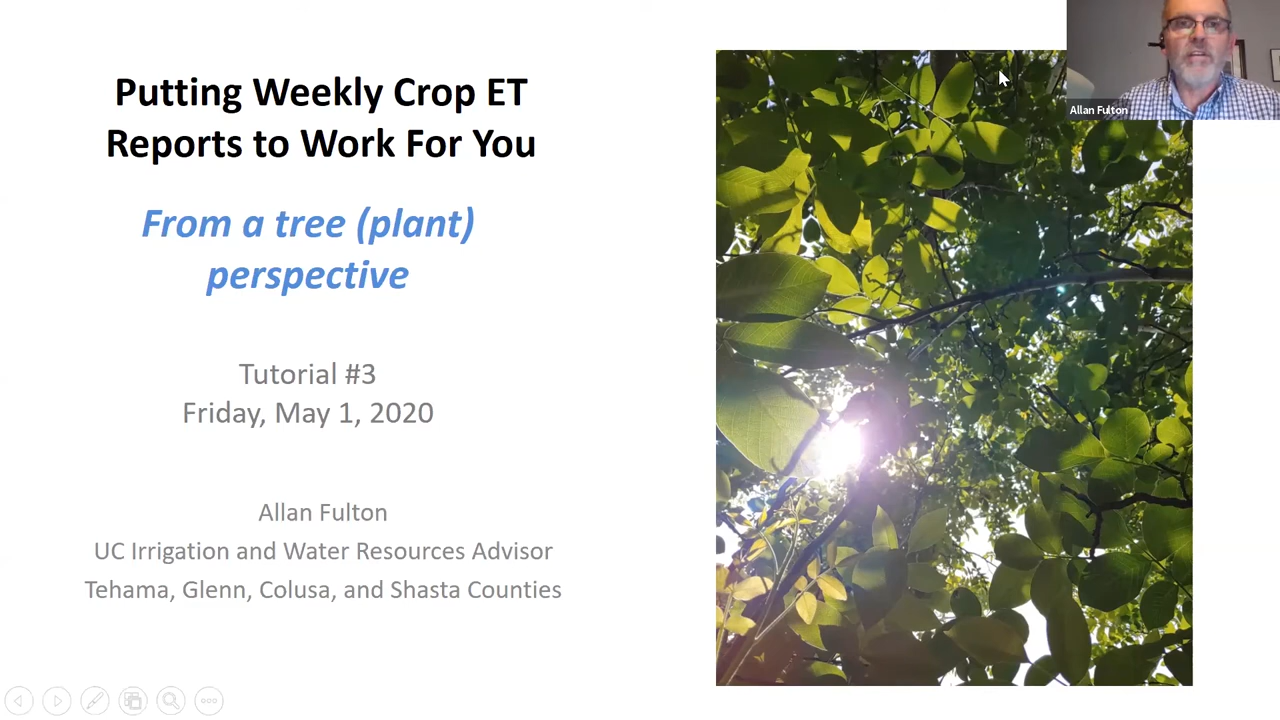 Putting Weekly Crop ET
Reports to Work For You
From a tree (plant)
perspective
Tutorial #3
Friday, May 1, 2020
Allan Fulton
UC Irrigation and Water Resources Advisor
Tehama, Glenn, Colusa, and Shasta Counties
Allan Fulton